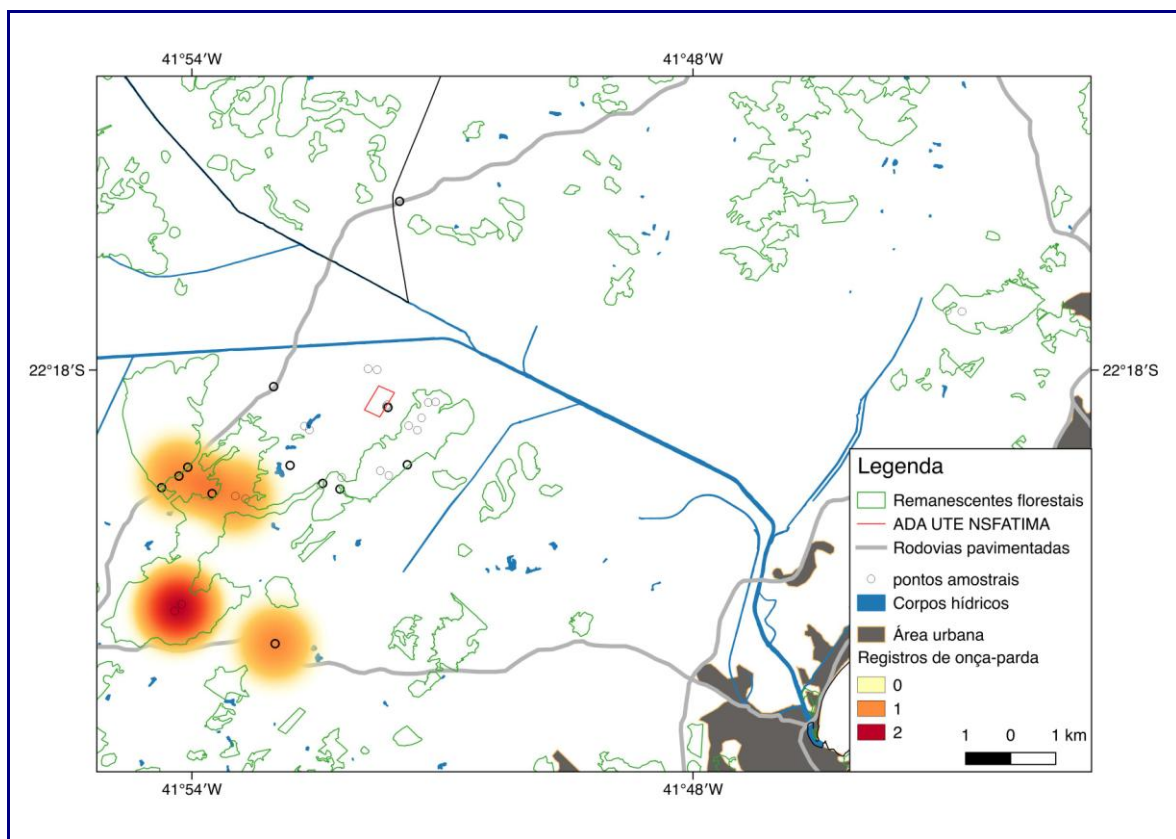 41°54′W
41°48′W
22°18′S
22°18′S
Legenda
Remanescentes florestais
ADA UTE NSFATIMA
Rodovias pavimentadas
pontos amostrais
Corpos hídricos
Área urbana
Registros de onça-parda
0
1
2
1 0 1 km
41°54′W
41°48′W